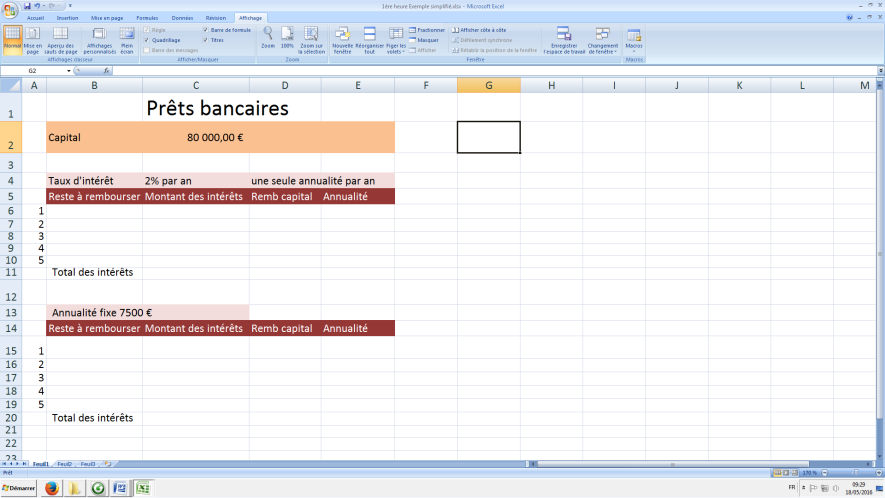 1ère heure Exemple simplifié.xlsx - Microsoft Excel
Accueil Insertion Mise en page Formules Données Révision Affichage
Normal Mise en page Aperçu des sauts de page Affichages personnalisés Plein écran
Règle Barre de formule
Quadrillage Titres
Barre des messages
Zoom 100% Zoom sur la sélection
Nouvelle fenêtre Réorganiser tout Figer les volets
Fractionner Afficher côte à côte
Masquer Défilement synchrone
Afficher Rétablir la position de la fenêtre
Enregistrer l'espace de travail Changement de fenêtre Macros
Affichages classeur Afficher/Masquer Zoom Fenêtre Macros
G2 fx
A B C D E F G H I J K L M
1 Prêts bancaires
2 Capital 80 000,00 €
3
4 Taux d'intérêt 2% par an une seule annualité par an
5 Reste à rembourser Montant des intérêts Remb capital Annualité
6 1
7 2
8 3
9 4
10 5
11 Total des intérêts
12
13 Annualité fixe 7500 €
14 Reste à rembourser Montant des intérêts Remb capital Annualité
15 1
16 2
17 3
18 4
19 5
20 Total des intérêts
21
22
23
Feuil1 Feuil2 Feuil3
Prêt 170 %
Démarrer FR 09:29
18/05/2016